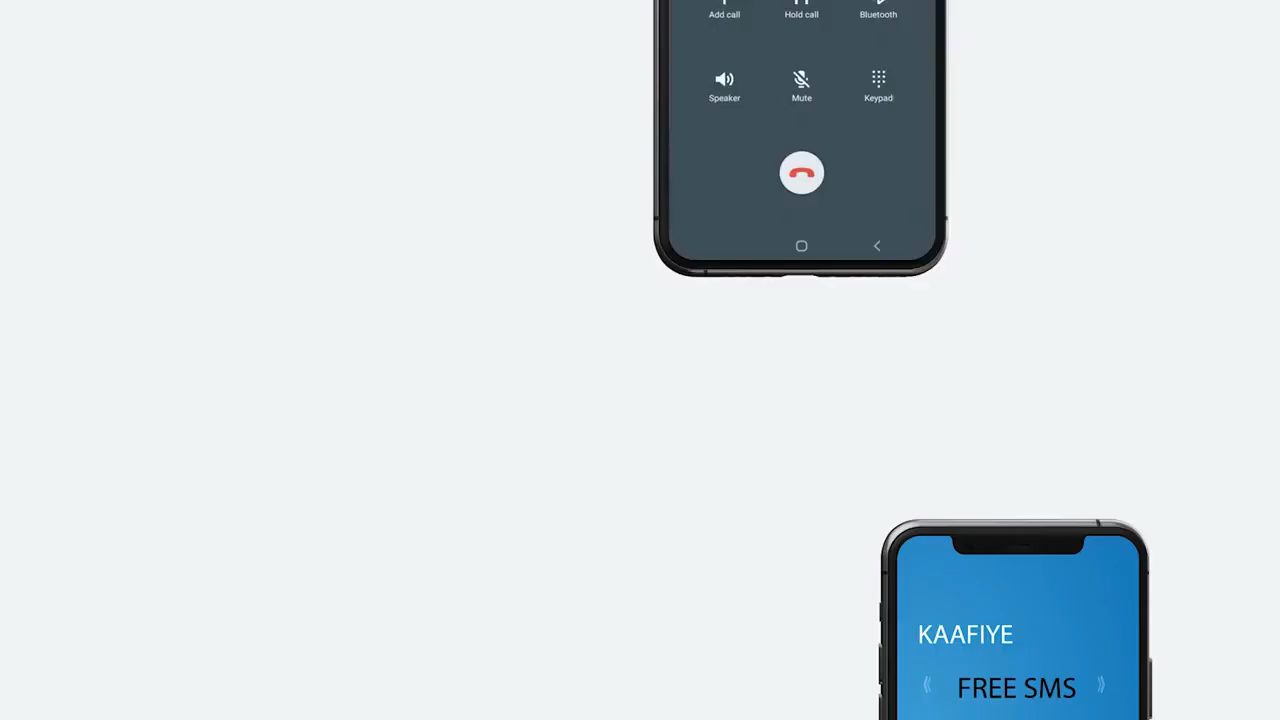 Add call Hold call Bluetooth
Speaker Mute Keypad
KAAFIYE
FREE SMS